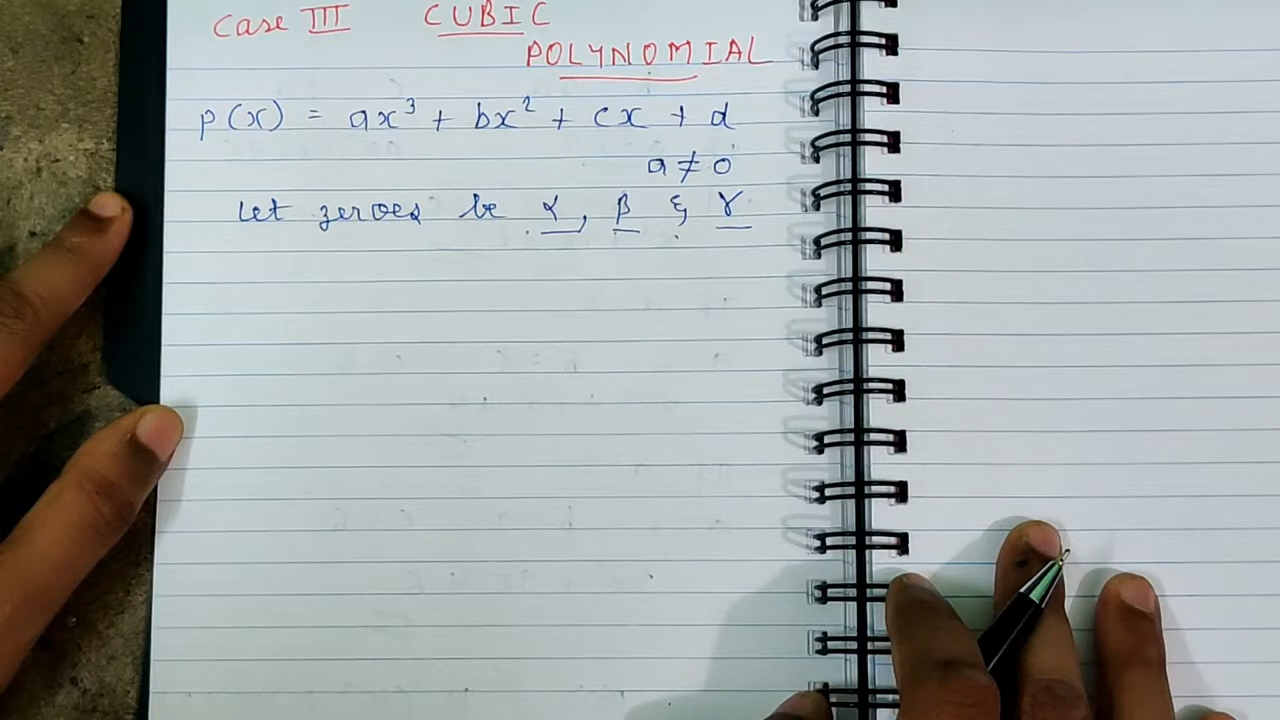 Case III CUBIC
POLYNOMIAL
p(x) = ax³ + bx² + cx + d
a ≠ 0
Let zeroes be α, β & γ